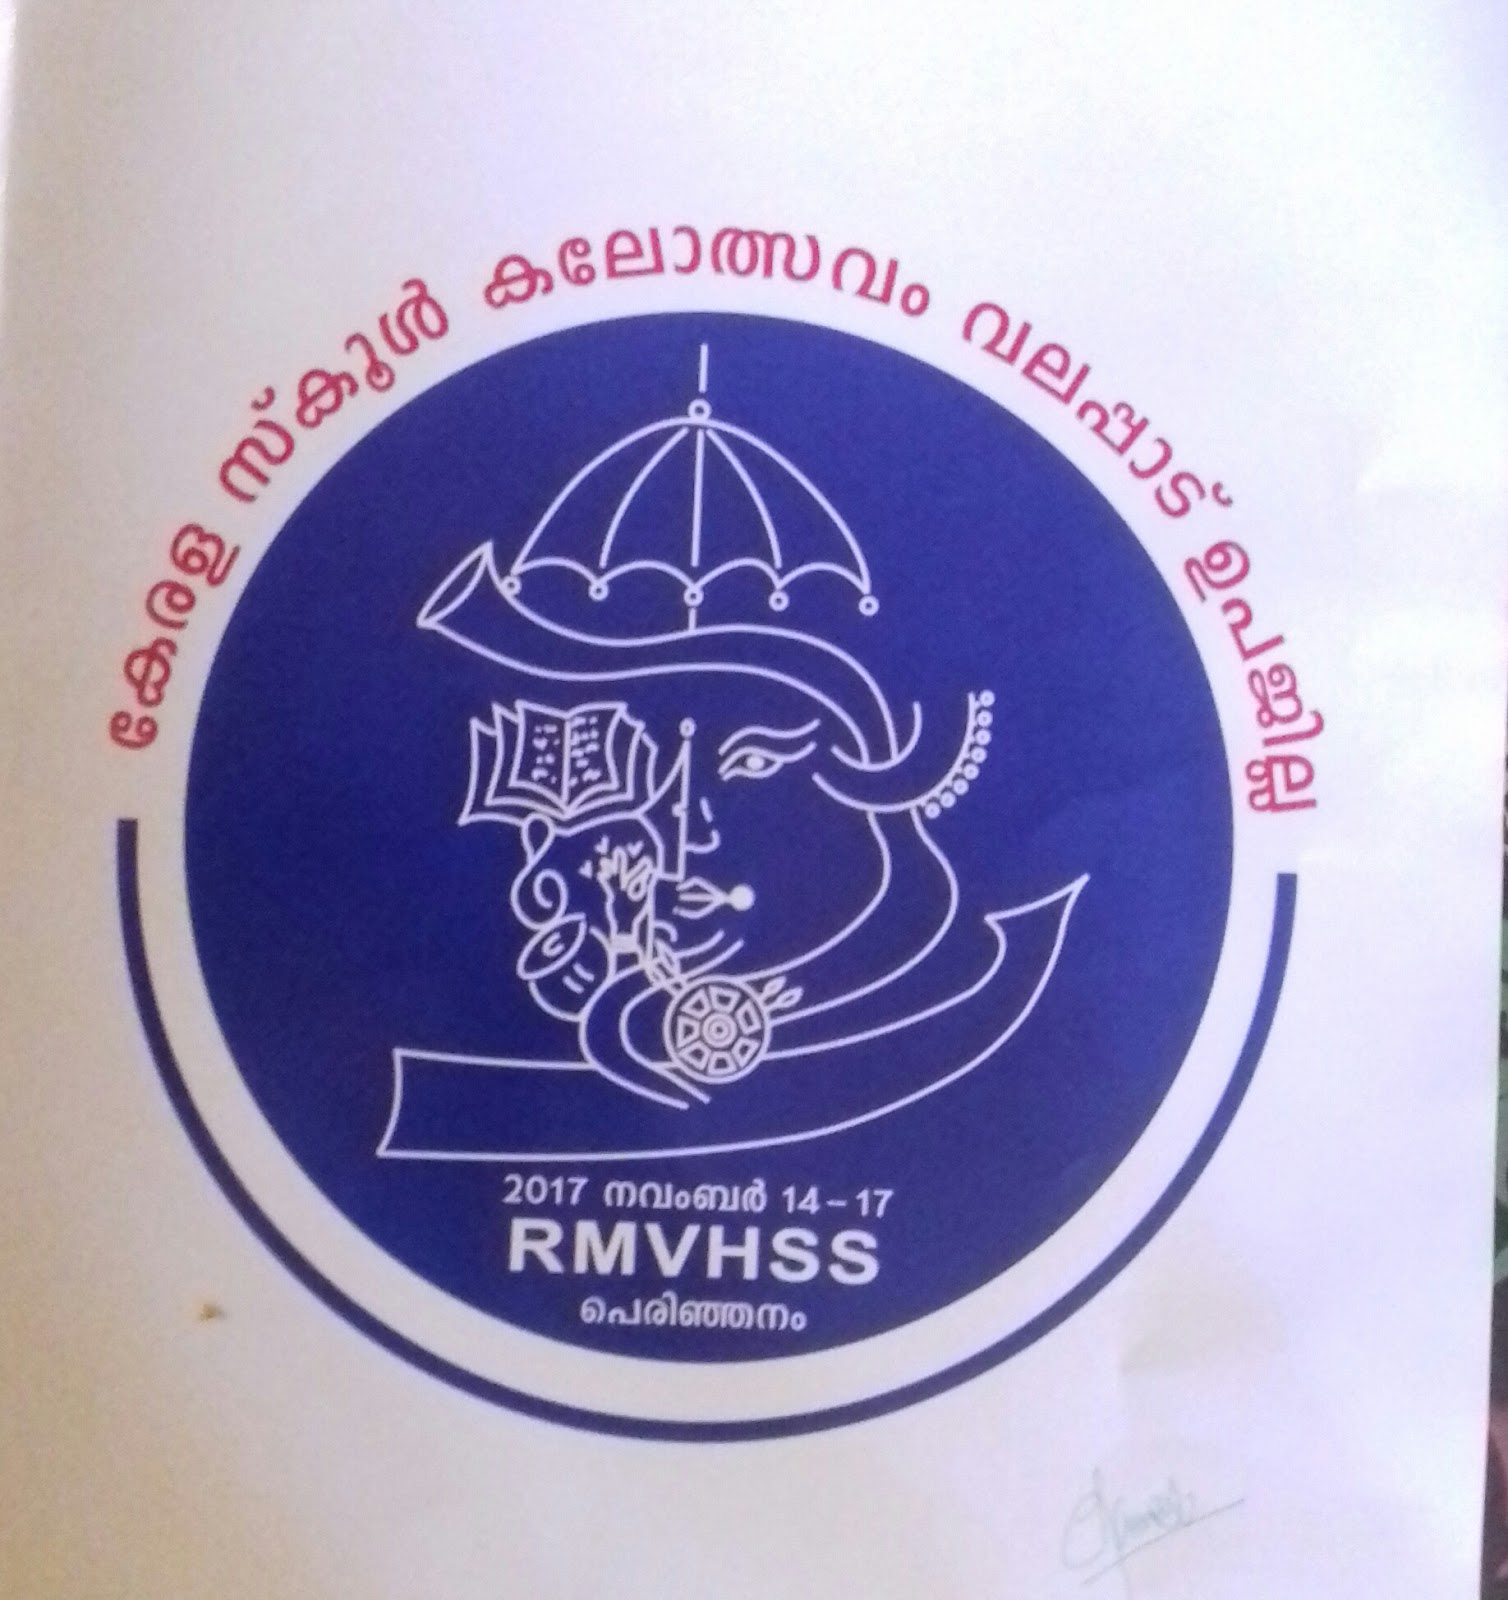 കേരള സ്കൂൾ കലോത്സവം വലപ്പാട് ഉപജില്ല
2017 നവംബർ 14-17
RMVHSS
പെരിഞ്ഞനം